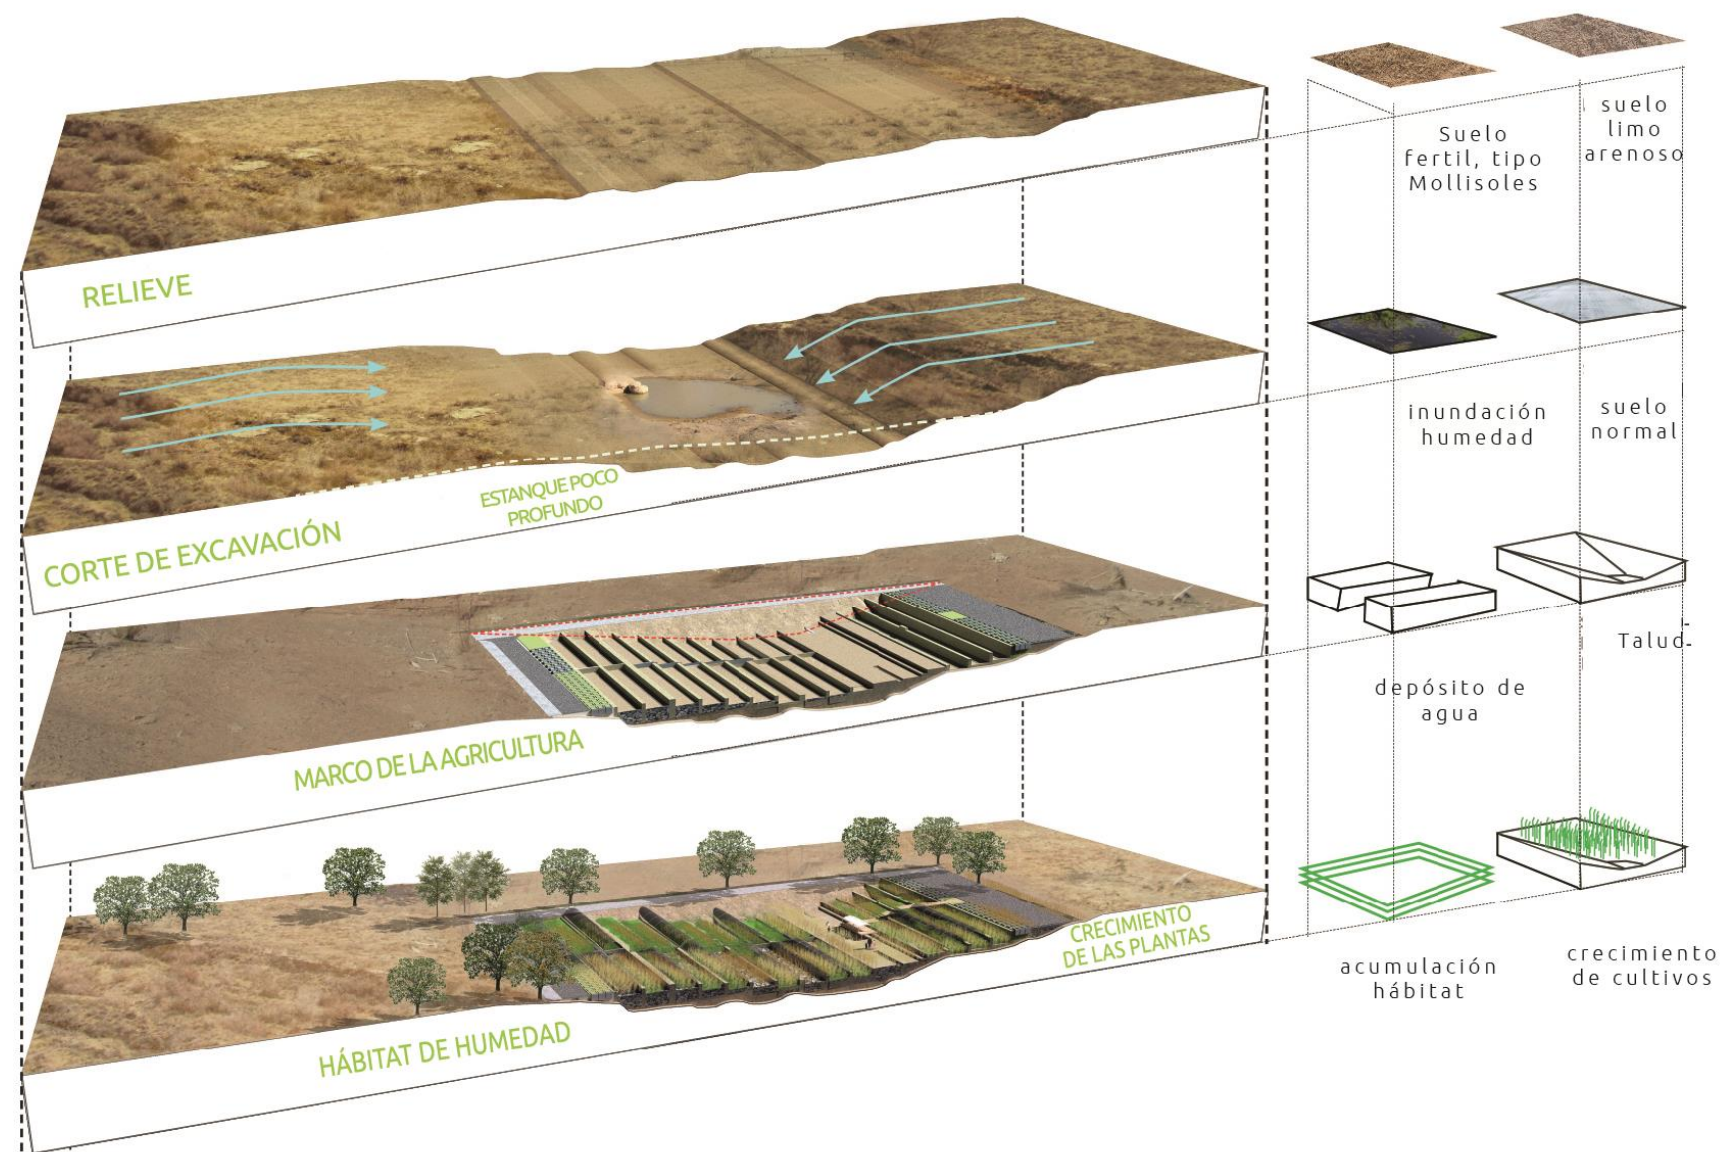 suelo
limo
arenoso
Suelo
fertil, tipo
Mollisoles
RELIEVE
inundación
humedad
suelo
normal
ESTANQUE POCO
PROFUNDO
CORTE DE EXCAVACIÓN
Talud
depósito de
agua
MARCO DE LA AGRICULTURA
CRECIMIENTO
DE LAS PLANTAS
acumulación
hábitat
crecimiento
de cultivos
HÁBITAT DE HUMEDAD